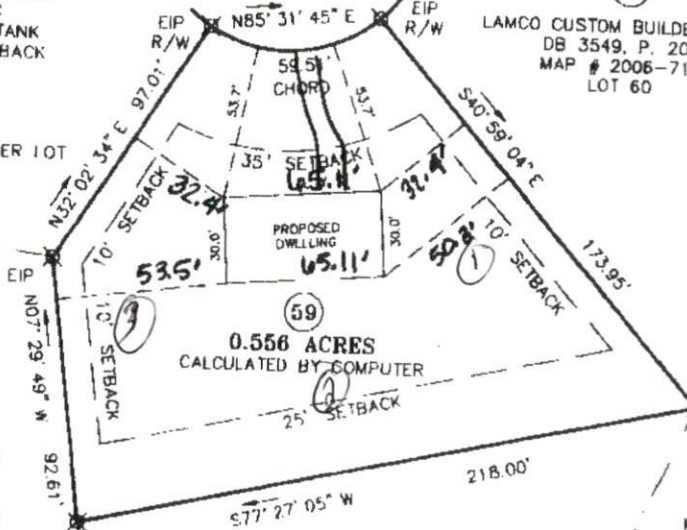 TANK
BACK
EIP
R/W
N85° 31' 45" E
EIP
R/W
LAMCO CUSTOM BUILDE
DB 3549, P. 20
MAP # 2006-71
LOT 60
59.51'
CHORD
53.7'
53.7'
97.01'
N32° 02' 34" E
S40° 59' 04" E
173.95'
ER LOT
35' SETBACK
65.11'
32.4'
32.4'
10' SETBACK
PROPOSED
DWLLING
30.0'
30.0'
65.11'
53.5'
50.2'
10' SETBACK
1
EIP
N07° 29' 49" W
92.61'
10' SETBACK
3
59
0.556 ACRES
CALCULATED BY COMPUTER
2
25' SETBACK
218.00'
S77° 27' 05" W